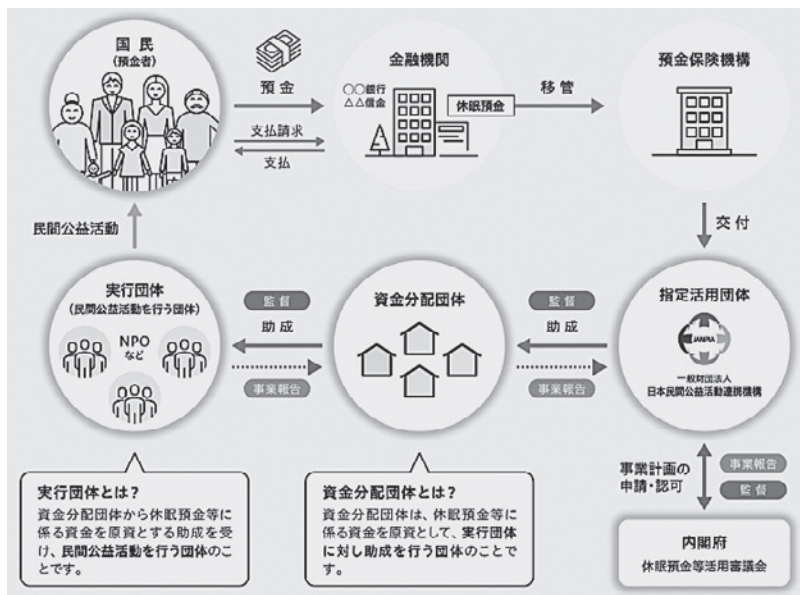 国民
(預金者)
預金
支払請求
支払
金融機関
○○銀行
△△信金
休眠預金
移管
預金保険機構
交付
民間公益活動
実行団体
(民間公益活動を行う団体)
NPO
など
監督
助成
事業報告
資金分配団体
監督
助成
事業報告
指定活用団体
JANPIA
一般財団法人
日本民間公益活動連携機構
実行団体とは?
資金分配団体から休眠預金等に
係る資金を原資とする助成を受
け、民間公益活動を行う団体のこ
とです。
資金分配団体とは?
資金分配団体は、休眠預金等に
係る資金を原資として、実行団体
に対し助成を行う団体のことで
す。
事業計画の
申請・認可
事業報告
監督
内閣府
休眠預金等活用審議会